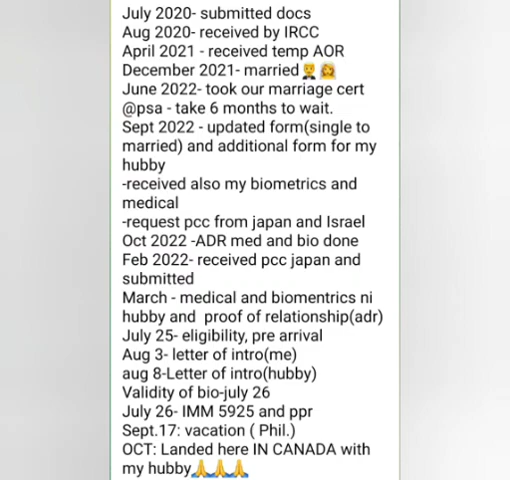 July 2020- submitted docs
Aug 2020- received by IRCC
April 2021 - received temp AOR
December 2021- married🤵👰
June 2022- took our marriage cert
@psa - take 6 months to wait.
Sept 2022 - updated form(single to
married) and additional form for my
hubby
-received also my biometrics and
medical
-request pcc from japan and Israel
Oct 2022 -ADR med and bio done
Feb 2022- received pcc japan and
submitted
March - medical and biomentrics ni
hubby and  proof of relationship(adr)
July 25- eligibility, pre arrival
Aug 3- letter of intro(me)
aug 8-Letter of intro(hubby)
Validity of bio-july 26
July 26- IMM 5925 and ppr
Sept.17: vacation ( Phil.)
OCT: Landed here IN CANADA with
my hubby🙏🙏🙏